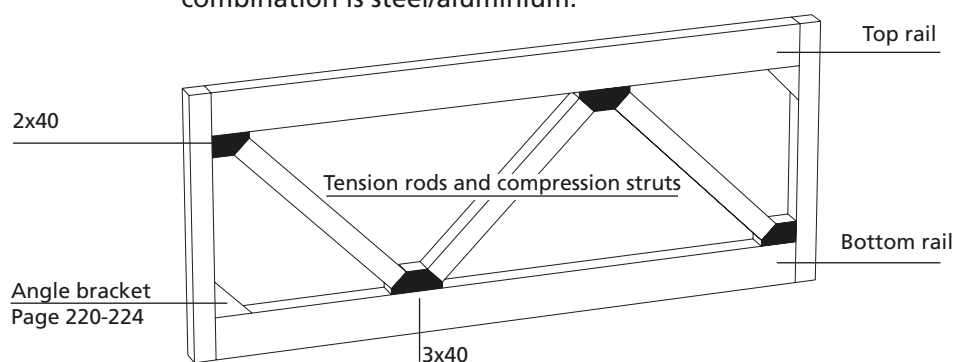 combination is steel/aluminium.
Top rail
2x40
Tension rods and compression struts
Bottom rail
Angle bracket
Page 220-224
3x40